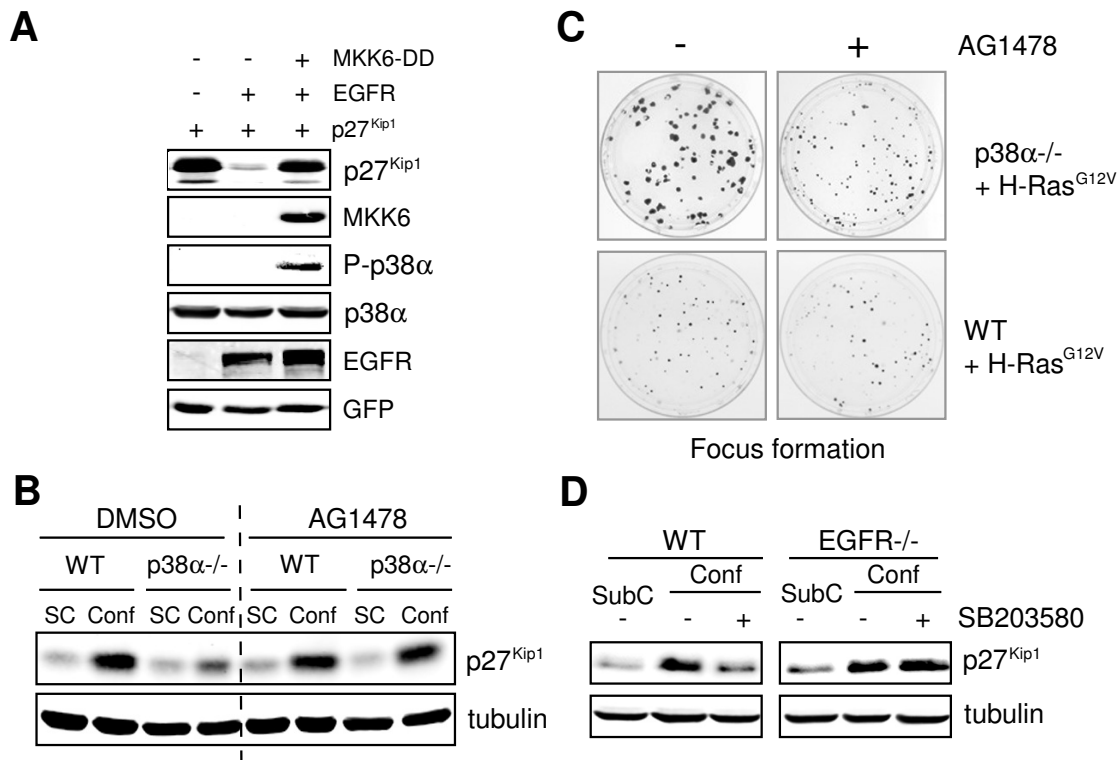 A
- - + MKK6-DD
- + + EGFR
+ + + p27Kip1
p27Kip1
MKK6
P-p38α
p38α
EGFR
GFP
B
DMSO AG1478
WT p38α-/- WT p38α-/-
SC Conf SC Conf SC Conf SC Conf
p27Kip1
tubulin
C
- + AG1478
p38α-/-
+ H-RasG12V
WT
+ H-RasG12V
Focus formation
D
WT EGFR-/-
SubC Conf SubC Conf
- - + - - + SB203580
p27Kip1
tubulin